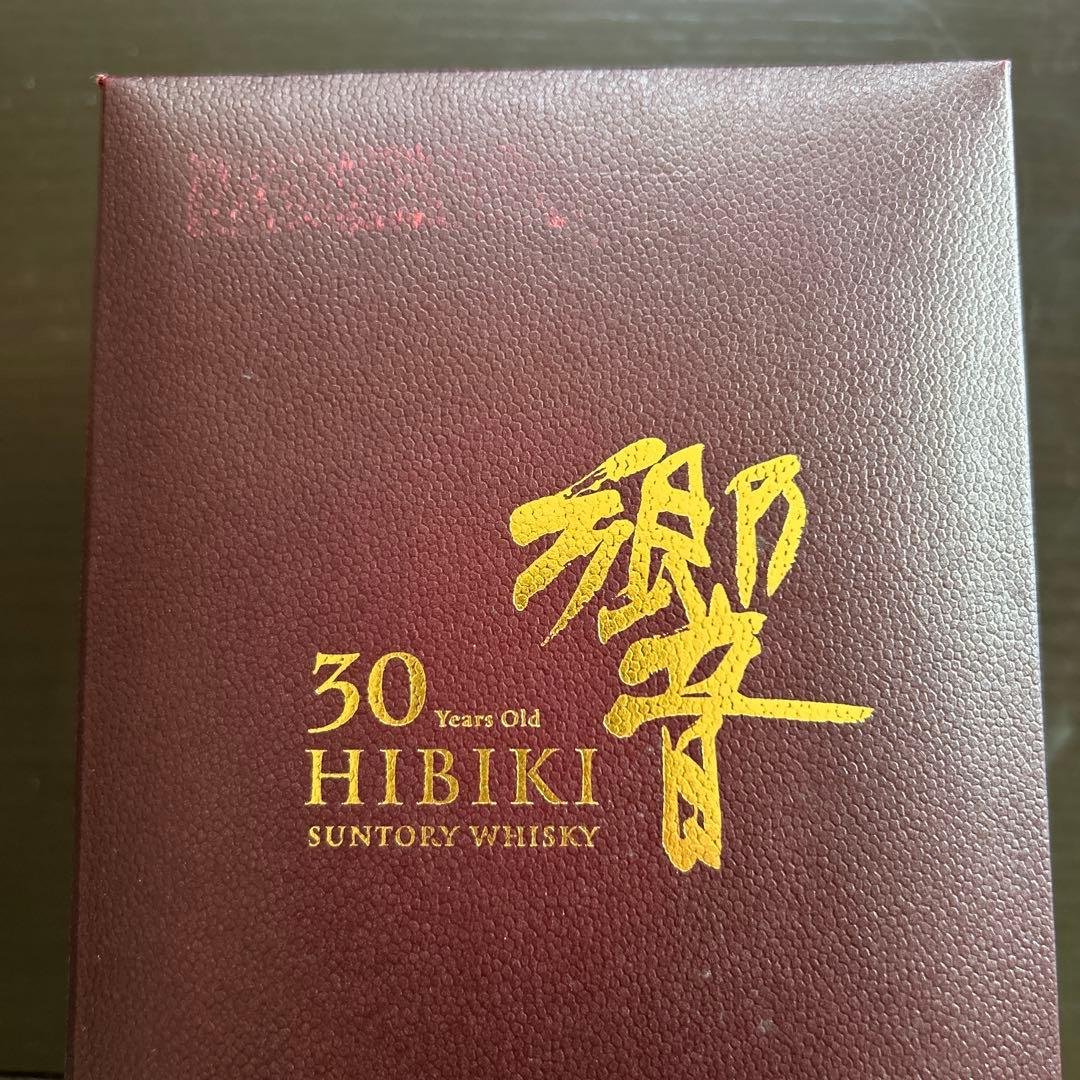 響
30 Years Old
HIBIKI
SUNTORY WHISKY